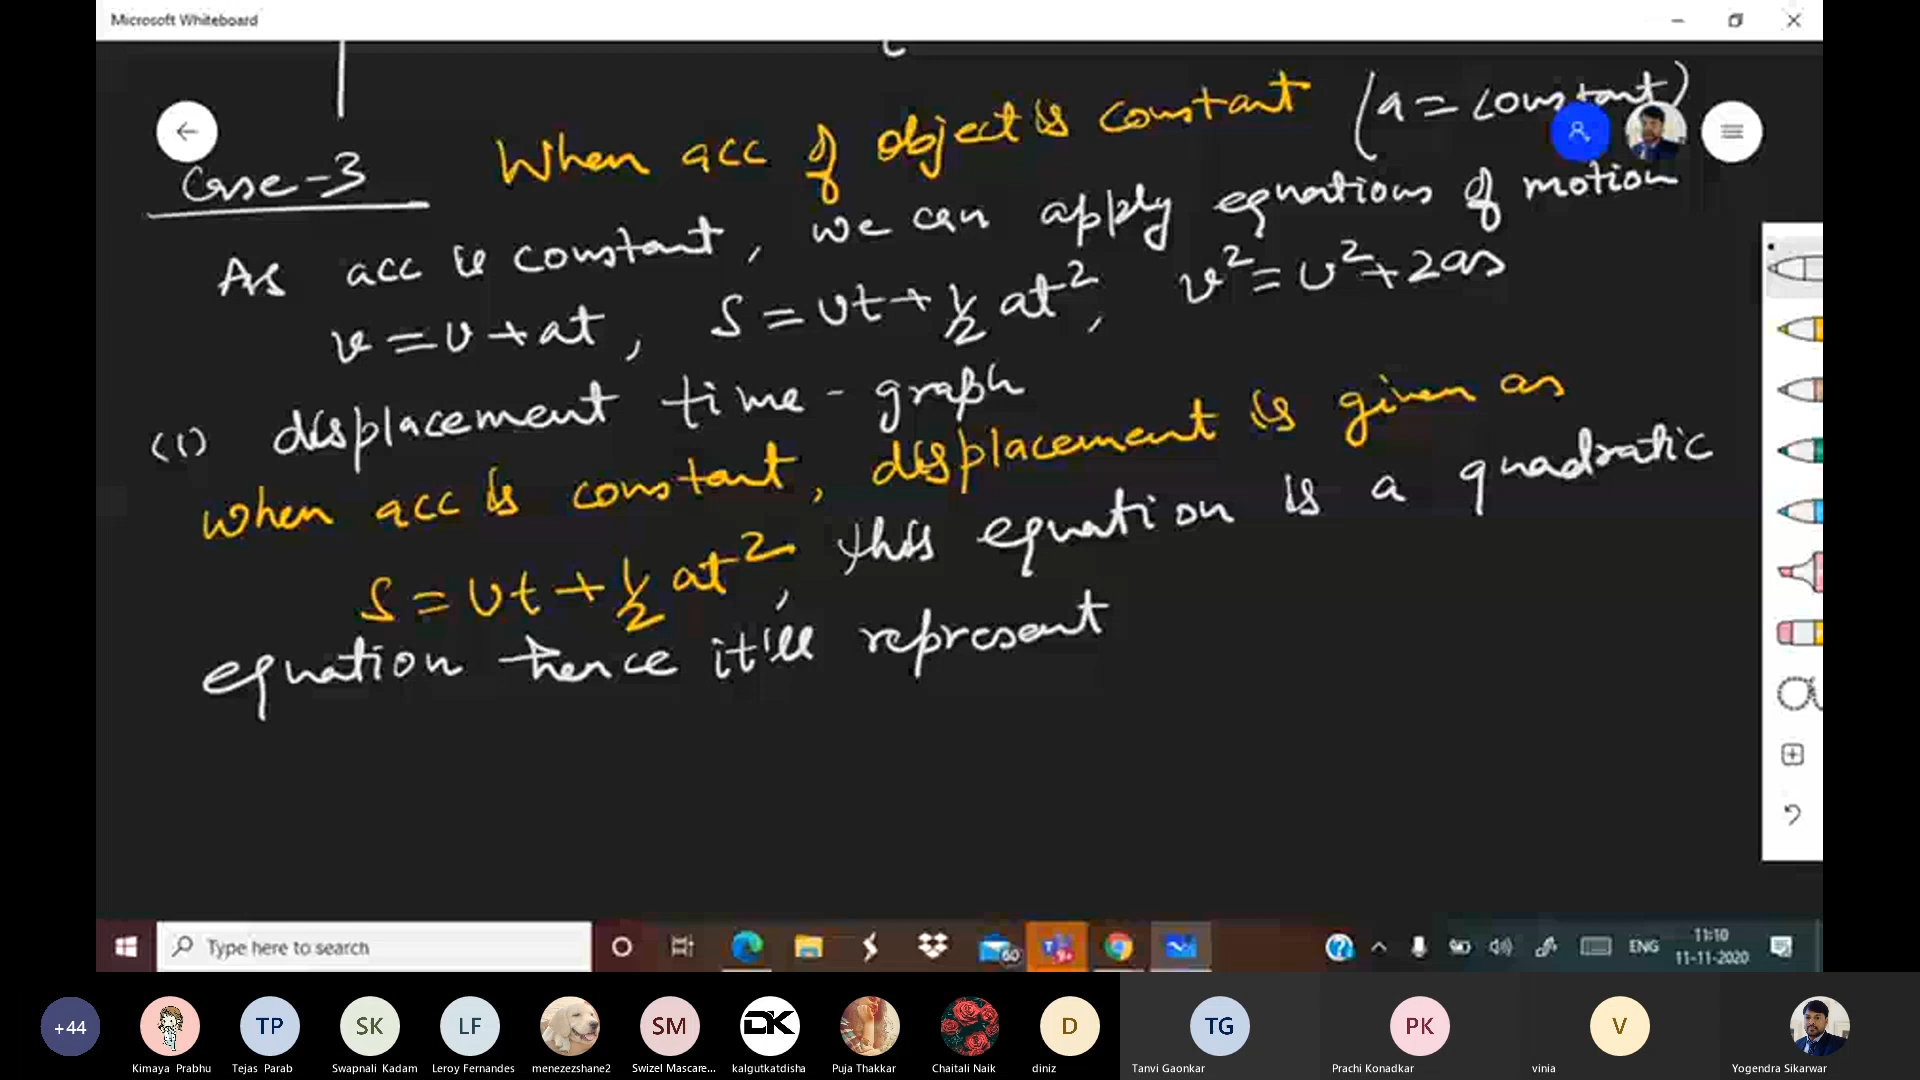 Microsoft Whiteboard
Case-3 When acc of object is constant (a = constant)
As acc is constant, we can apply equations of motion
v = u + at, S = ut + ½ at², v² = u² + 2as
(1) displacement time - graph
when acc is constant, displacement is given as
S = ut + ½ at², this equation is a quadratic
equation hence it'll represent
Type here to search
60
9+
ENG
11:10
11-11-2020
+44
TP
SK
LF
SM
DK
D
TG
PK
V
Kimaya Prabhu
Tejas Parab
Swapnali Kadam
Leroy Fernandes
menezezshane2
Swizel Mascare...
kalgutkatdisha
Puja Thakkar
Chaitali Naik
diniz
Tanvi Gaonkar
Prachi Konadkar
vinia
Yogendra Sikarwar